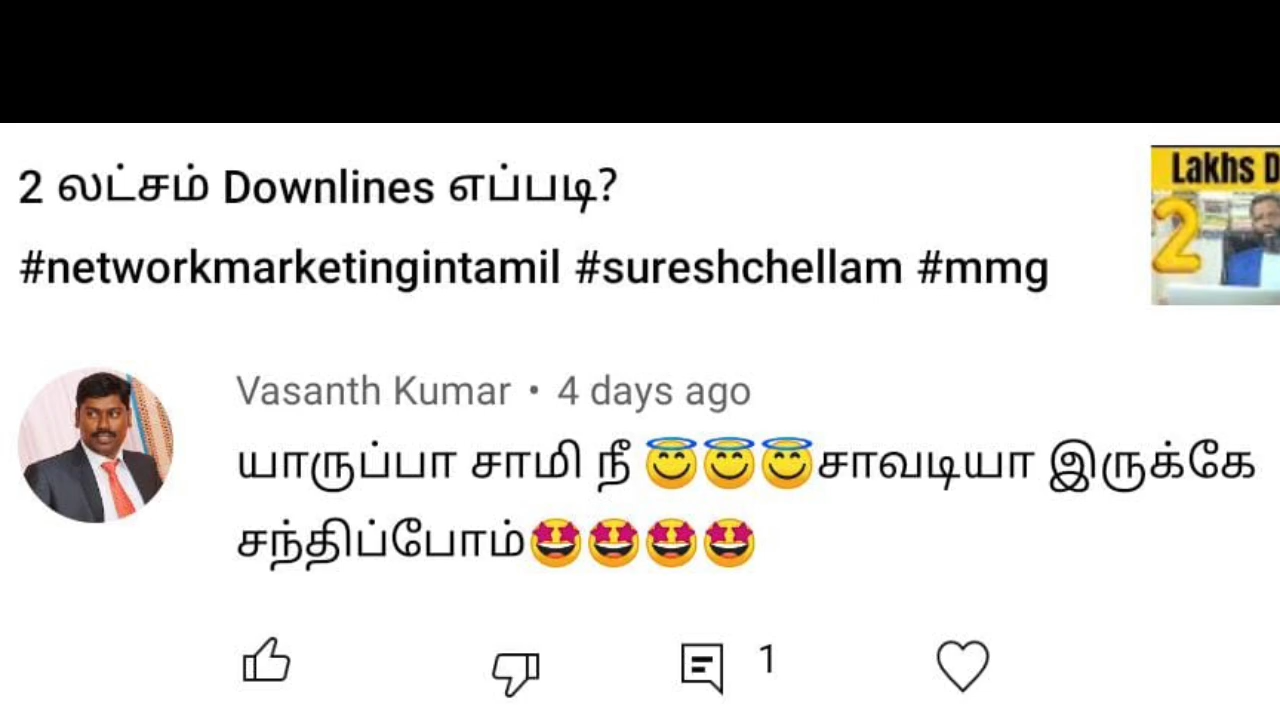 2 லட்சம் Downlines எப்படி?
#networkmarketingintamil #sureshchellam #mmg
Lakhs D
2
Vasanth Kumar • 4 days ago
யாருப்பா சாமி நீ 😇😇😇சாவடியா இருக்கே
சந்திப்போம்🤩🤩🤩🤩
1